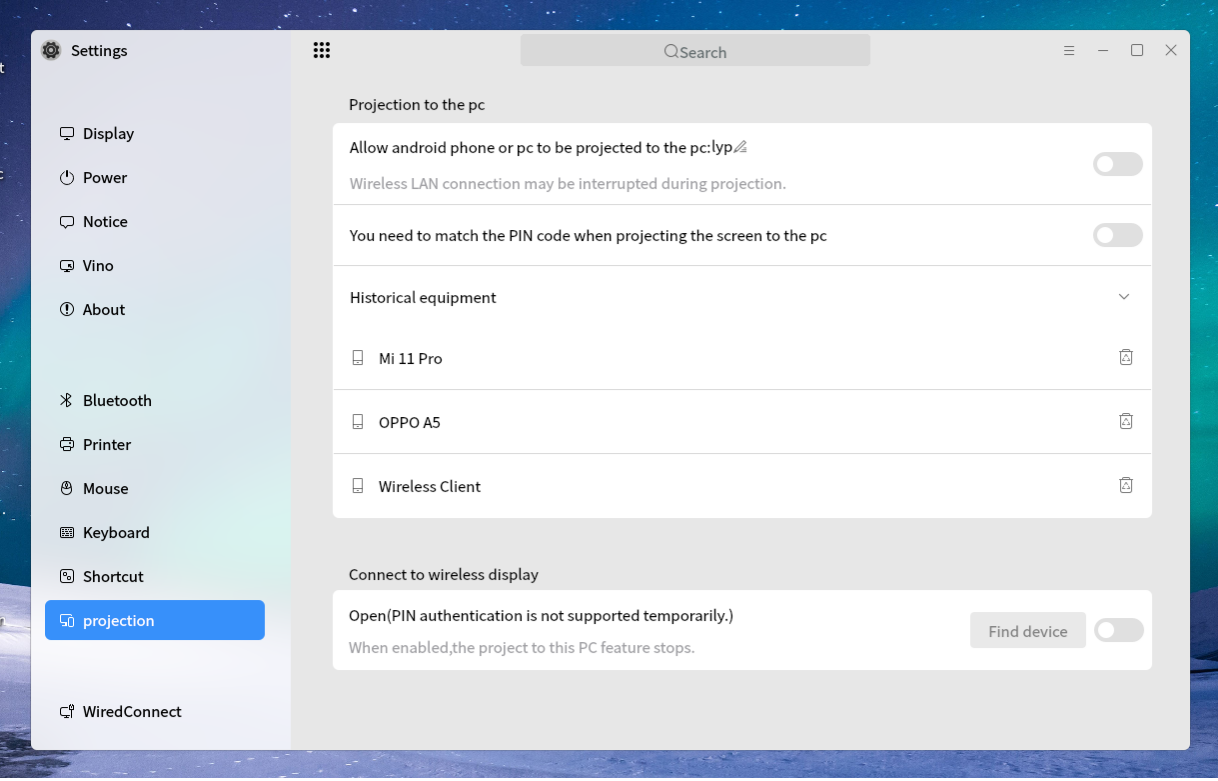 Settings
Search
Display
Power
Notice
Vino
About
Bluetooth
Printer
Mouse
Keyboard
Shortcut
projection
WiredConnect
Projection to the pc
Allow android phone or pc to be projected to the pc:lyp
Wireless LAN connection may be interrupted during projection.
You need to match the PIN code when projecting the screen to the pc
Historical equipment
Mi 11 Pro
OPPO A5
Wireless Client
Connect to wireless display
Open(PIN authentication is not supported temporarily.)
Find device
When enabled,the project to this PC feature stops.